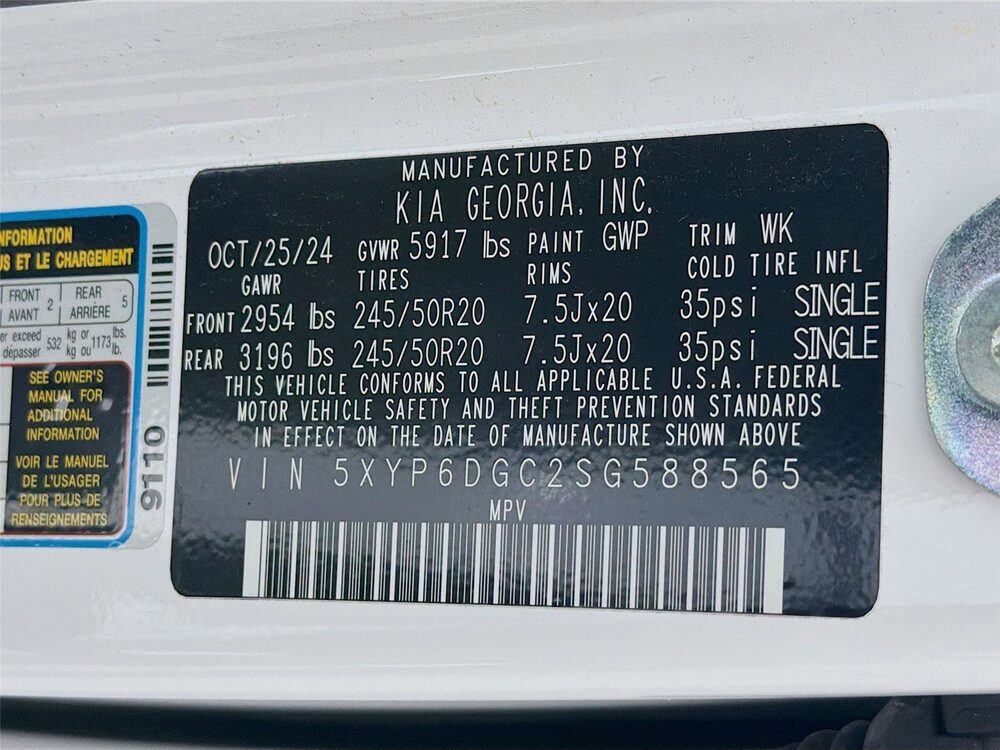 MANUFACTURED BY
KIA GEORGIA, INC.
OCT/25/24 GVWR 5917 lbs PAINT GWP TRIM WK
GAWR TIRES RIMS COLD TIRE INFL
FRONT 2954 lbs 245/50R20 7.5Jx20 35psi SINGLE
REAR 3196 lbs 245/50R20 7.5Jx20 35psi SINGLE
THIS VEHICLE CONFORMS TO ALL APPLICABLE U.S.A. FEDERAL
MOTOR VEHICLE SAFETY AND THEFT PREVENTION STANDARDS
IN EFFECT ON THE DATE OF MANUFACTURE SHOWN ABOVE
VIN 5XYP6DGC2SG588565
MPV
ET LE CHARGEMENT
FRONT 2 REAR 5
AVANT ARRIÈRE
exceed 532 kg or 1173 lbs.
dépasser kg ou lb.
SEE OWNER'S
MANUAL FOR
ADDITIONAL
INFORMATION
VOIR LE MANUEL
DE L'USAGER
POUR PLUS DE
RENSEIGNEMENTS
9110